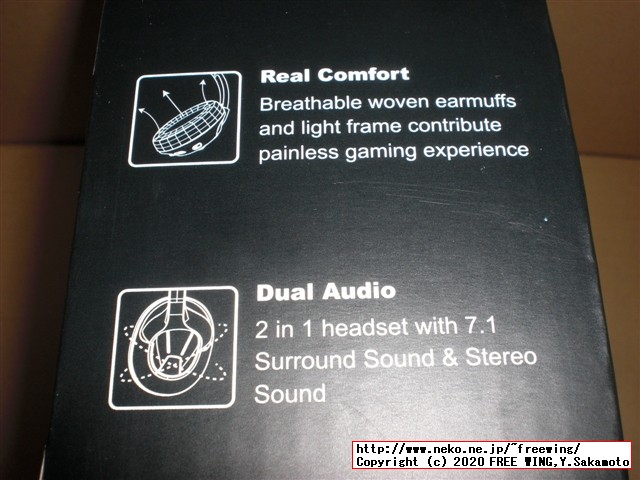 Real Comfort
Breathable woven earmuffs
and light frame contribute
painless gaming experience
Dual Audio
2 in 1 headset with 7.1
Surround Sound & Stereo
Sound
http://www.neko.ne.jp/~freewing/
Copyright (c) 2020 FREE WING,Y.Sakamoto